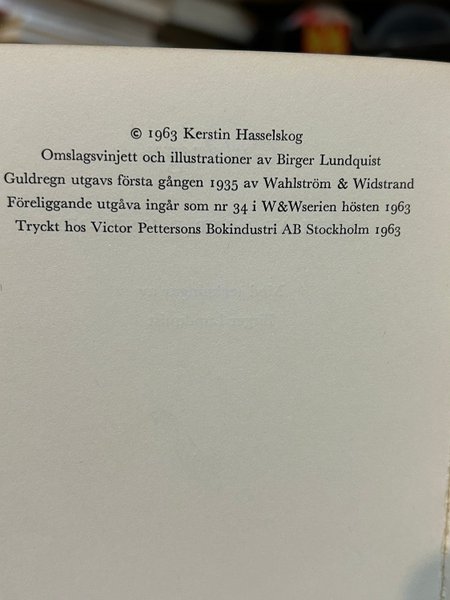 © 1963 Kerstin Hasselskog
Omslagsvinjett och illustrationer av Birger Lundquist
Guldregn utgavs första gången 1935 av Wahlström & Widstrand
Föreliggande utgåva ingår som nr 34 i W&Wserien hösten 1963
Tryckt hos Victor Pettersons Bokindustri AB Stockholm 1963